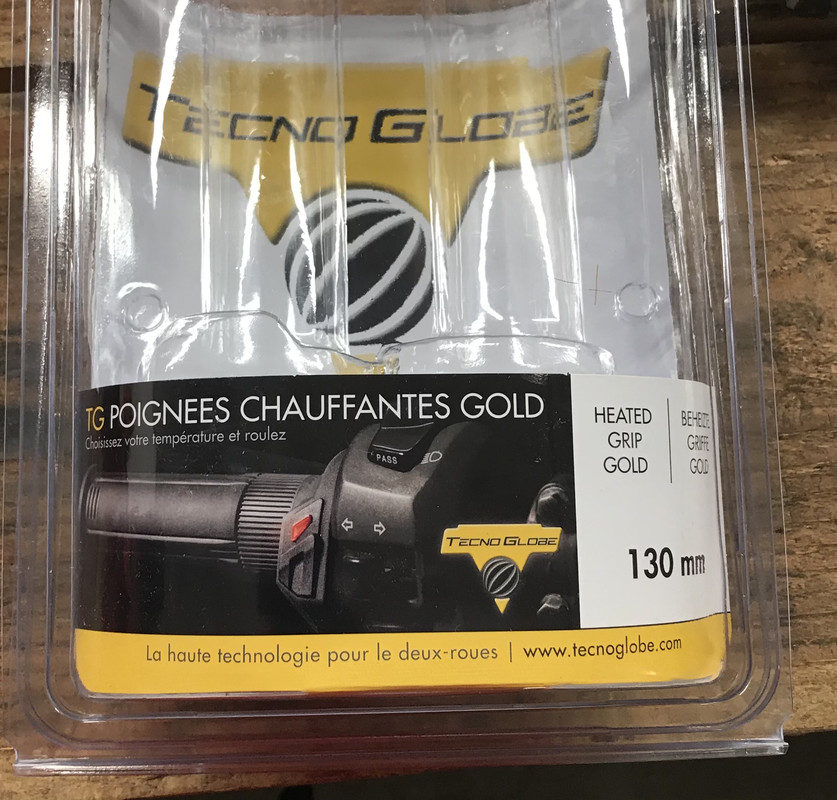 TECNO GLOBE
TG POIGNEES CHAUFFANTES GOLD
Choisissez votre température et roulez
PASS
TECNO GLOBE
HEATED
GRIP
GOLD
BEHEIZTE
GRIFFE
GOLD
130 mm
La haute technologie pour le deux-roues | www.tecnoglobe.com